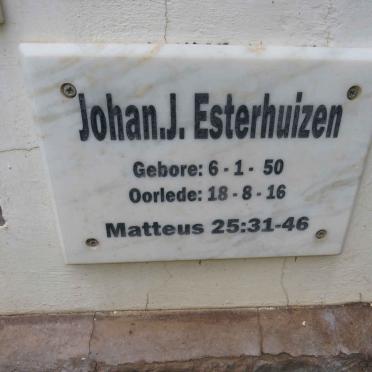 Johan.J. Esterhuizen
Gebore: 6 - 1 - 50
Oorlede: 18 - 8 - 16
Matteus 25:31-46